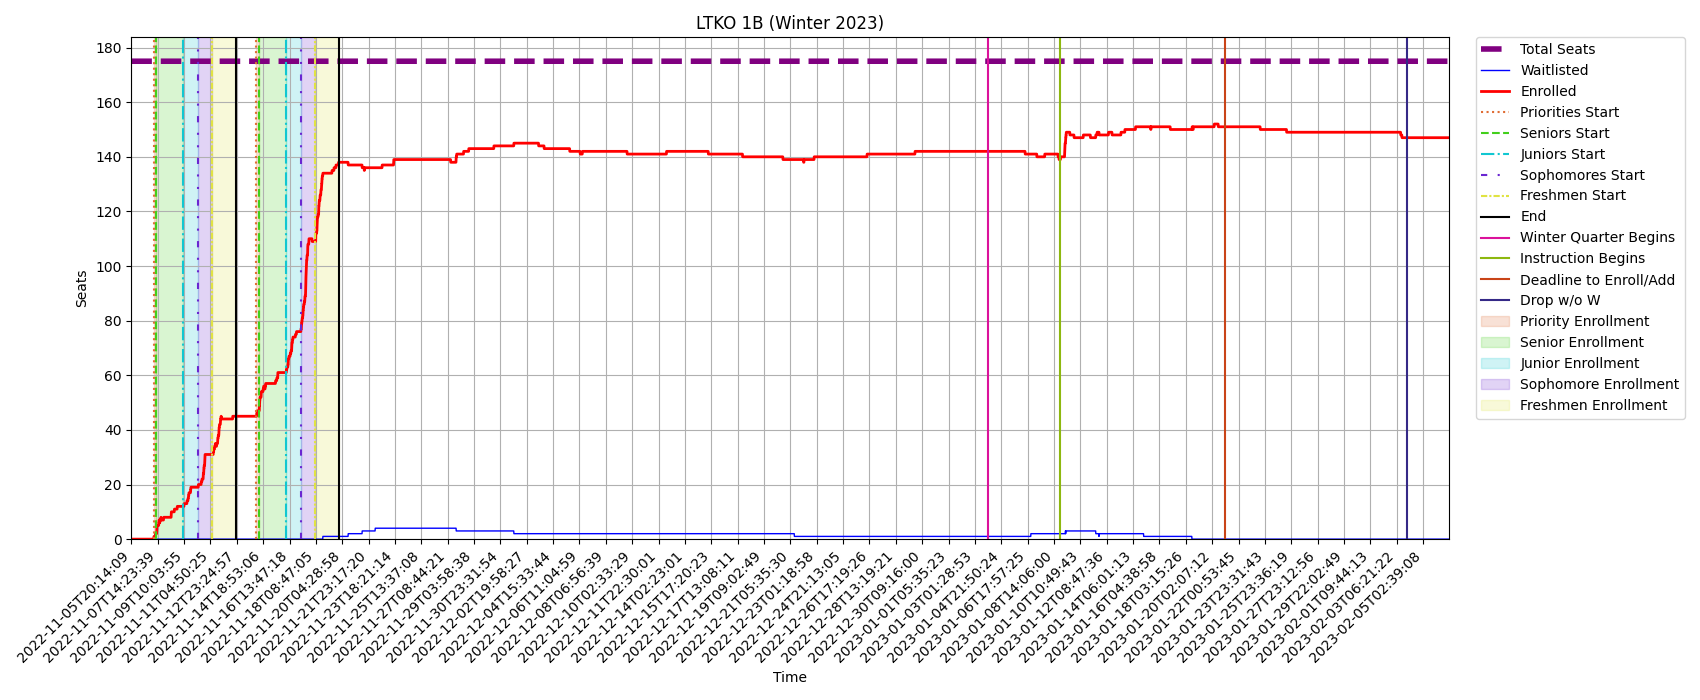 LTKO 1B (Winter 2023)
180
160
140
120
100
80
60
40
20
0
Seats
2022-11-05T20:14:09
2022-11-07T14:23:39
2022-11-09T10:03:55
2022-11-11T04:50:25
2022-11-12T23:24:57
2022-11-14T18:53:06
2022-11-16T13:47:18
2022-11-18T08:47:05
2022-11-20T04:28:58
2022-11-21T23:17:20
2022-11-23T18:21:14
2022-11-25T13:37:08
2022-11-27T08:44:21
2022-11-29T03:58:38
2022-11-30T23:31:54
2022-12-02T19:58:27
2022-12-04T15:33:44
2022-12-06T11:04:59
2022-12-08T06:56:39
2022-12-10T02:33:29
2022-12-11T22:30:01
2022-12-14T02:23:01
2022-12-15T17:20:23
2022-12-17T13:08:11
2022-12-19T09:02:49
2022-12-21T05:35:30
2022-12-23T01:18:58
2022-12-24T21:13:05
2022-12-26T17:19:26
2022-12-28T13:19:21
2022-12-30T09:16:00
2023-01-01T05:35:23
2023-01-03T01:28:53
2023-01-04T21:50:24
2023-01-06T17:57:25
2023-01-08T14:06:00
2023-01-10T10:49:43
2023-01-12T08:47:36
2023-01-14T06:01:13
2023-01-16T04:38:58
2023-01-18T03:15:26
2023-01-20T02:07:12
2023-01-22T00:53:45
2023-01-23T23:31:43
2023-01-25T23:36:19
2023-01-27T23:12:56
2023-01-29T22:02:49
2023-02-01T09:44:13
2023-02-03T06:21:22
2023-02-05T02:39:08
Time
Total Seats
Waitlisted
Enrolled
Priorities Start
Seniors Start
Juniors Start
Sophomores Start
Freshmen Start
End
Winter Quarter Begins
Instruction Begins
Deadline to Enroll/Add
Drop w/o W
Priority Enrollment
Senior Enrollment
Junior Enrollment
Sophomore Enrollment
Freshmen Enrollment